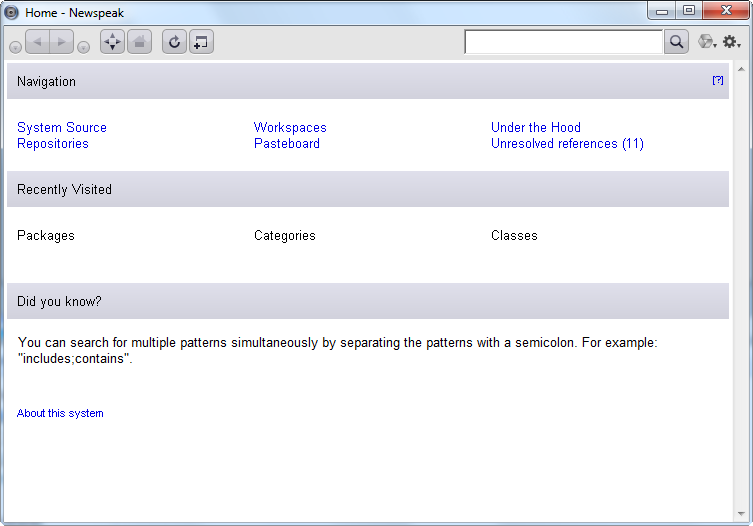 Home - Newspeak
Navigation [?]
System Source Workspaces Under the Hood
Repositories Pasteboard Unresolved references (11)
Recently Visited
Packages Categories Classes
Did you know?
You can search for multiple patterns simultaneously by separating the patterns with a semicolon. For example:
"includes;contains".
About this system